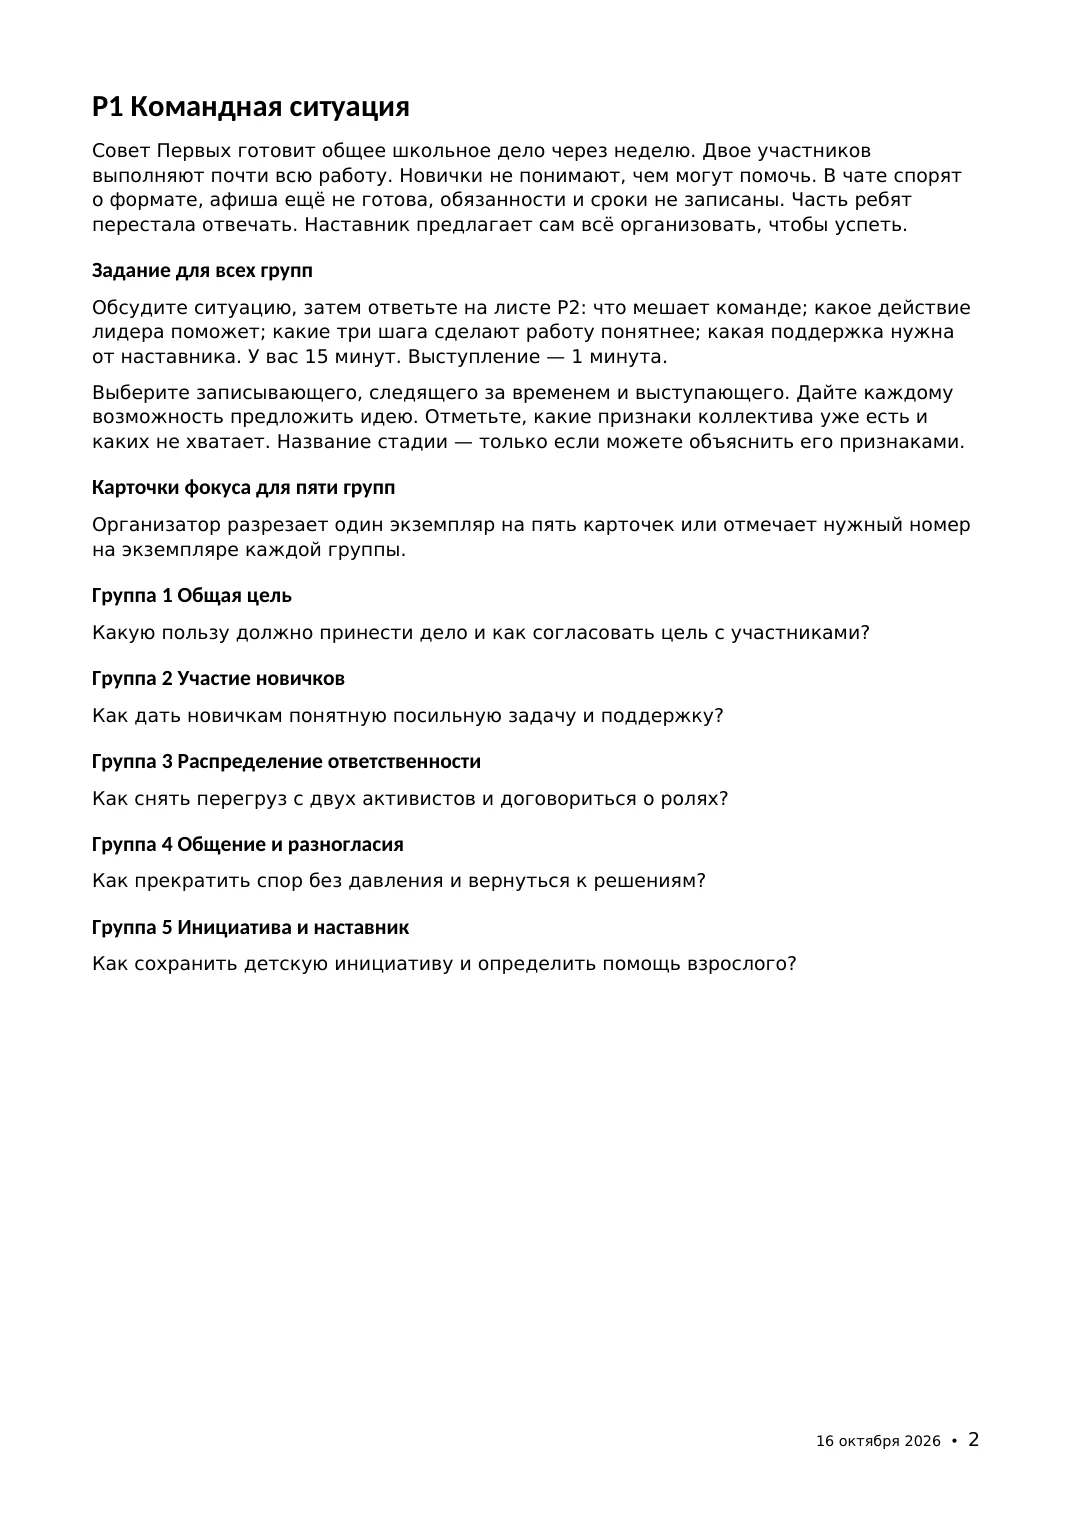 Р1 Командная ситуация
Совет Первых готовит общее школьное дело через неделю. Двое участников
выполняют почти всю работу. Новички не понимают, чем могут помочь. В чате спорят
о формате, афиша ещё не готова, обязанности и сроки не записаны. Часть ребят
перестала отвечать. Наставник предлагает сам всё организовать, чтобы успеть.
Задание для всех групп
Обсудите ситуацию, затем ответьте на листе Р2: что мешает команде; какое действие
лидера поможет; какие три шага сделают работу понятнее; какая поддержка нужна
от наставника. У вас 15 минут. Выступление — 1 минута.
Выберите записывающего, следящего за временем и выступающего. Дайте каждому
возможность предложить идею. Отметьте, какие признаки коллектива уже есть и
каких не хватает. Название стадии — только если можете объяснить его признаками.
Карточки фокуса для пяти групп
Организатор разрезает один экземпляр на пять карточек или отмечает нужный номер
на экземпляре каждой группы.
Группа 1 Общая цель
Какую пользу должно принести дело и как согласовать цель с участниками?
Группа 2 Участие новичков
Как дать новичкам понятную посильную задачу и поддержку?
Группа 3 Распределение ответственности
Как снять перегруз с двух активистов и договориться о ролях?
Группа 4 Общение и разногласия
Как прекратить спор без давления и вернуться к решениям?
Группа 5 Инициатива и наставник
Как сохранить детскую инициативу и определить помощь взрослого?
16 октября 2026 • 2